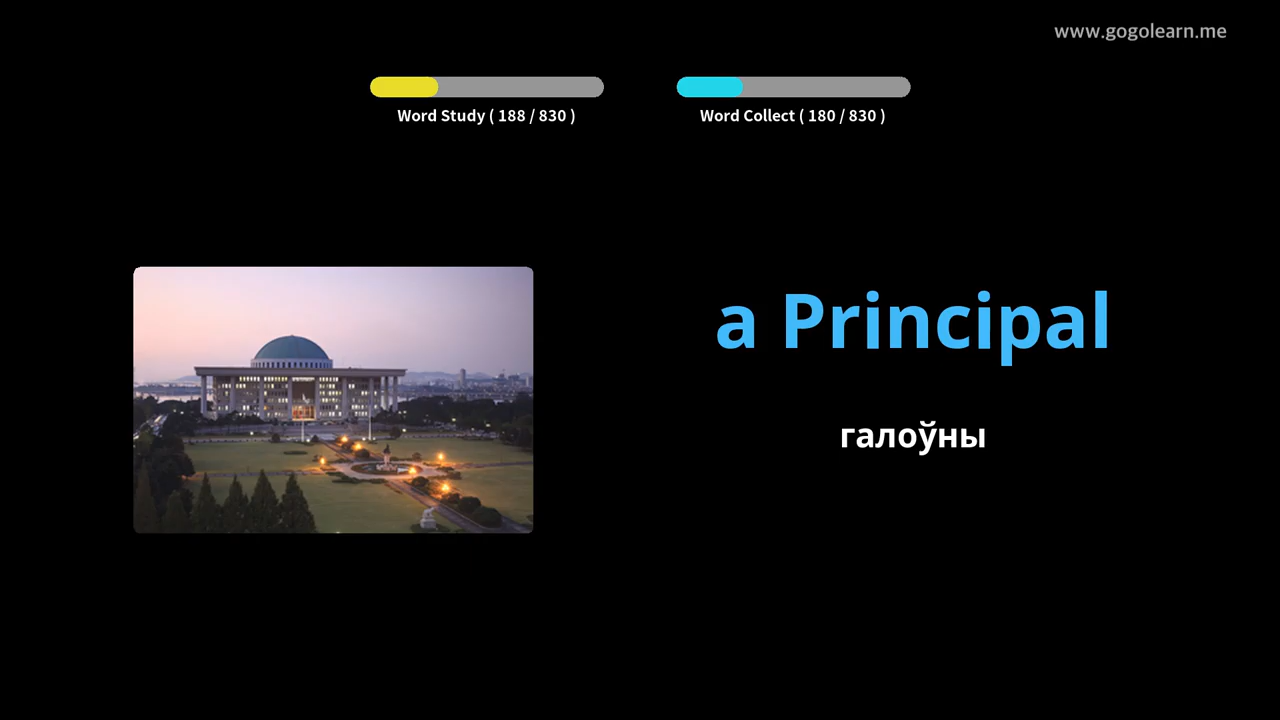 www.gogolearn.me
Word Study ( 188 / 830 )
Word Collect ( 180 / 830 )
a Principal
галоўны